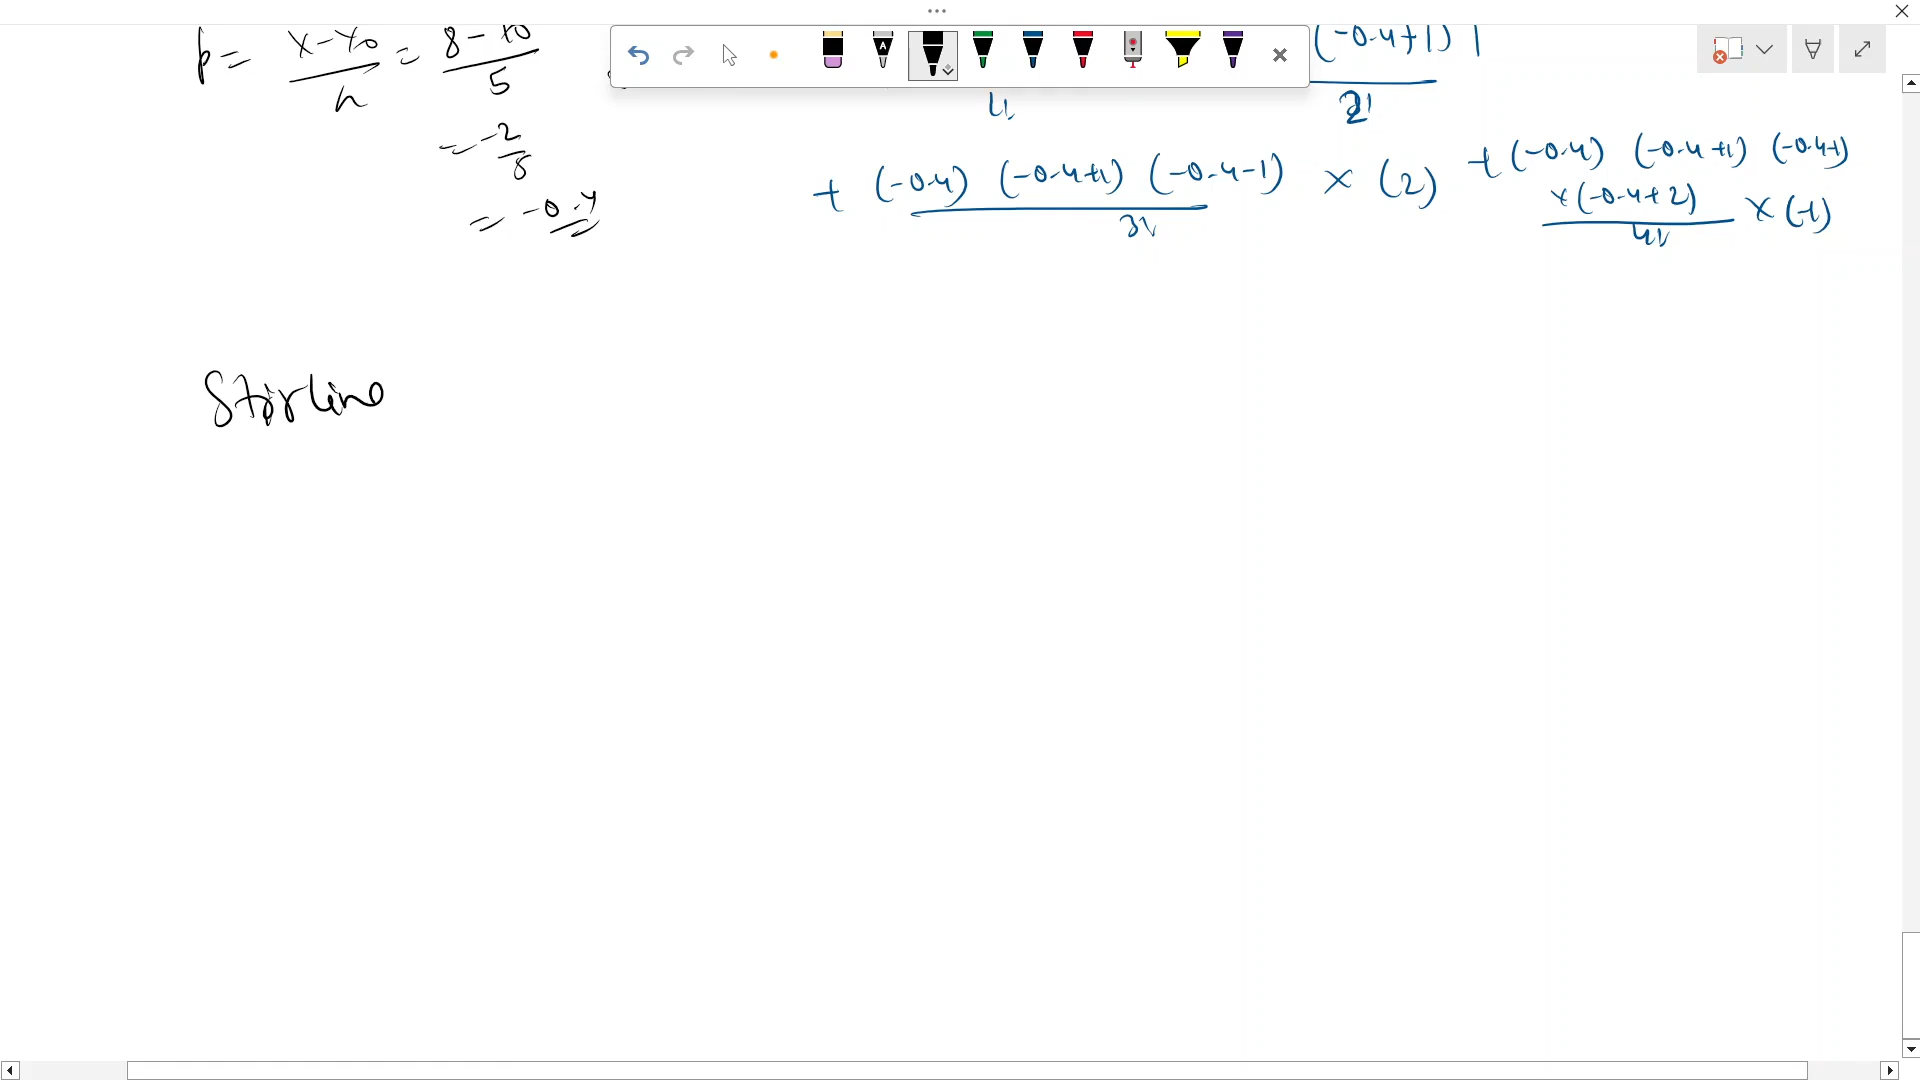 p = x-x0/h = 8-10/5
= -2/5
= -0.4
(-0.4+1)
2!
+ (-0.4) (-0.4+1) (-0.4-1) / 3! × (2)
+ (-0.4) (-0.4+1) (-0.4-1) × (-0.4+2) / 4! × (-1)
Stirlin